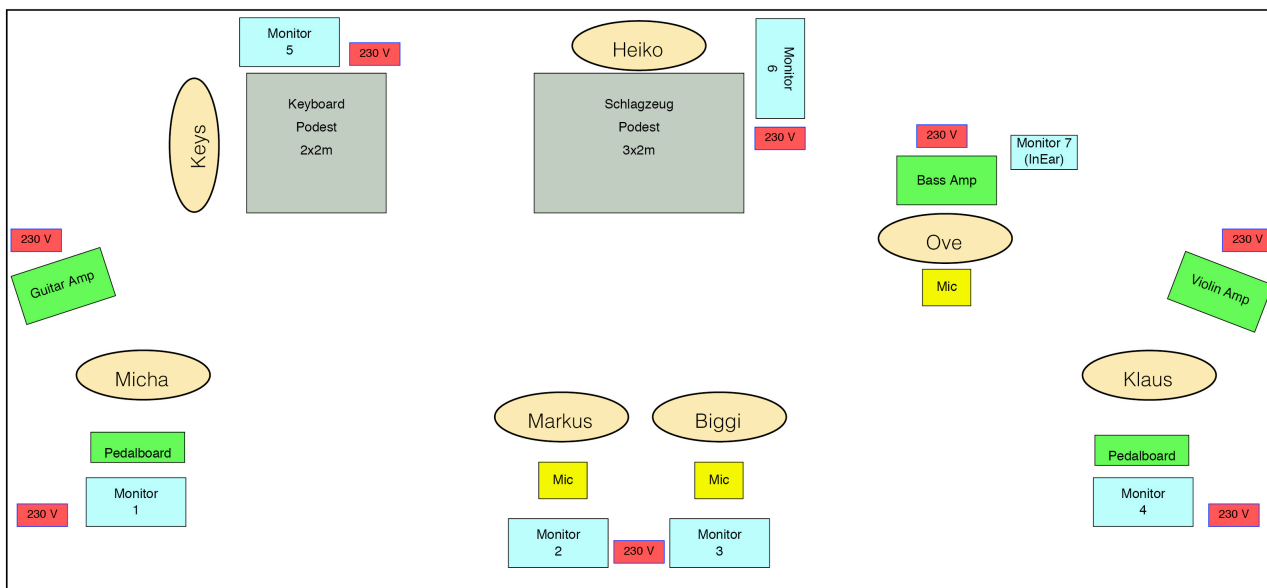 Monitor
5
230 V
Heiko
Monitor
6
Keys
Keyboard
Podest
2x2m
Schlagzeug
Podest
3x2m
230 V
230 V
Monitor 7
(InEar)
Bass Amp
Ove
Mic
230 V
Guitar Amp
230 V
Violin Amp
Micha
Klaus
Markus
Biggi
Pedalboard
Pedalboard
Mic
Mic
Monitor
1
230 V
Monitor
4
230 V
Monitor
2
230 V
Monitor
3